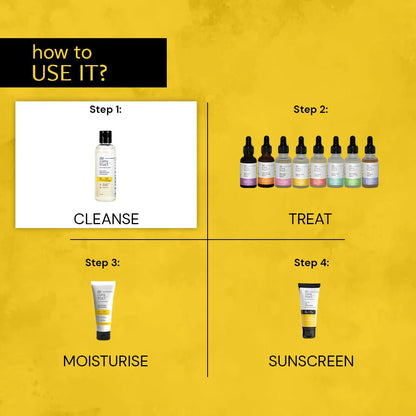 how to
USE IT?
Step 1:
CLEANSE
Step 2:
TREAT
Step 3:
MOISTURISE
Step 4:
SUNSCREEN